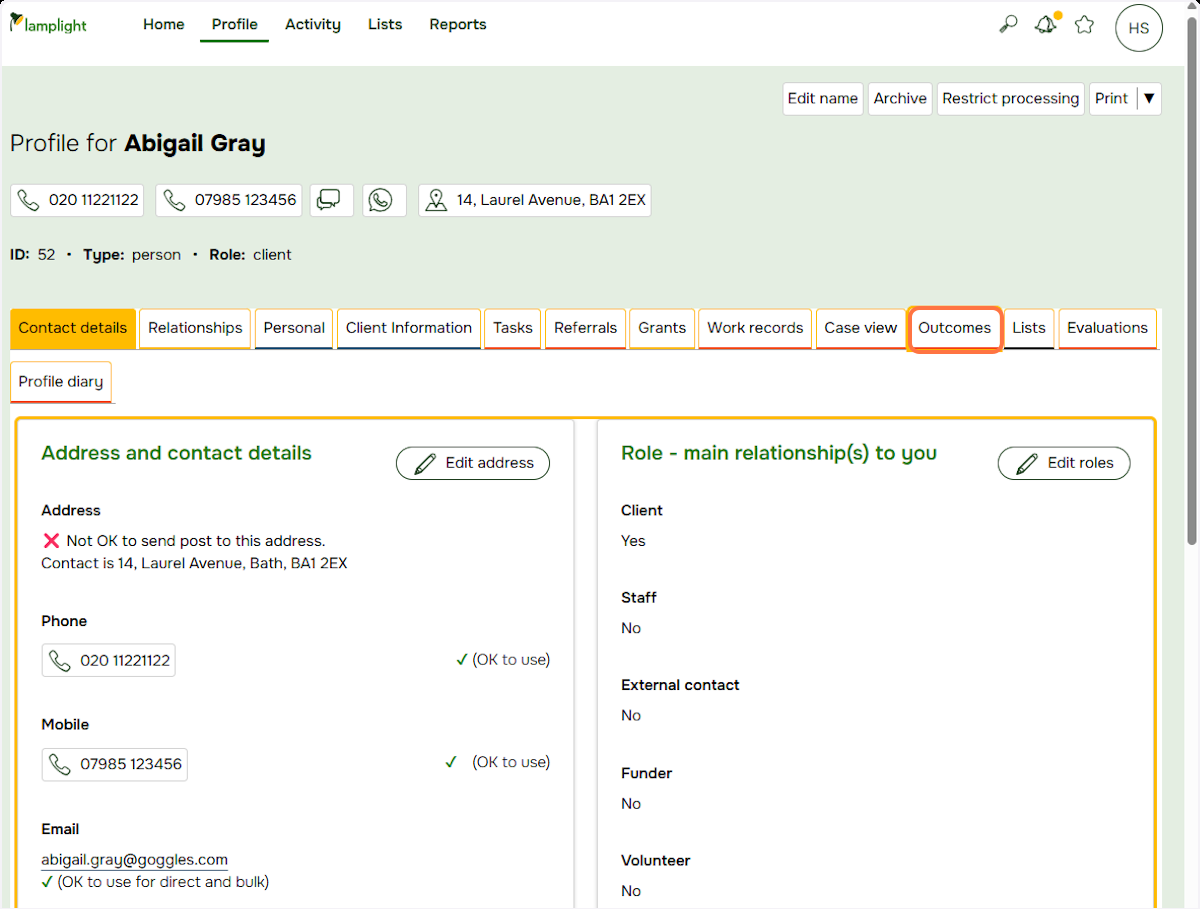 lamplight Home Profile Activity Lists Reports HS
Edit name Archive Restrict processing Print ▼
Profile for Abigail Gray
020 11221122 07985 123456 14, Laurel Avenue, BA1 2EX
ID: 52 • Type: person • Role: client
Contact details Relationships Personal Client Information Tasks Referrals Grants Work records Case view Outcomes Lists Evaluations
Profile diary
Address and contact details Edit address
Address
❌ Not OK to send post to this address.
Contact is 14, Laurel Avenue, Bath, BA1 2EX
Phone
020 11221122 ✓ (OK to use)
Mobile
07985 123456 ✓ (OK to use)
Email
abigail.gray@goggles.com
✓ (OK to use for direct and bulk)
Role - main relationship(s) to you Edit roles
Client
Yes
Staff
No
External contact
No
Funder
No
Volunteer
No